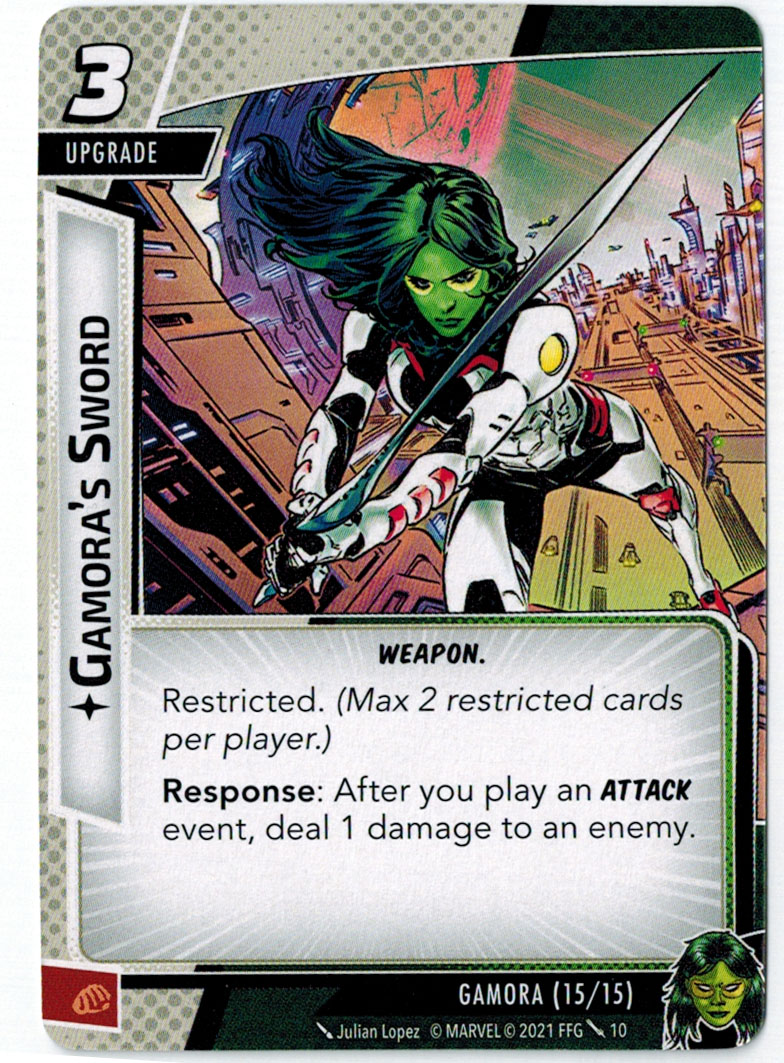 3
UPGRADE
GAMORA'S SWORD
WEAPON.
Restricted. (Max 2 restricted cards
per player.)
Response: After you play an ATTACK
event, deal 1 damage to an enemy.
GAMORA (15/15)
Julian Lopez © MARVEL © 2021 FFG 10